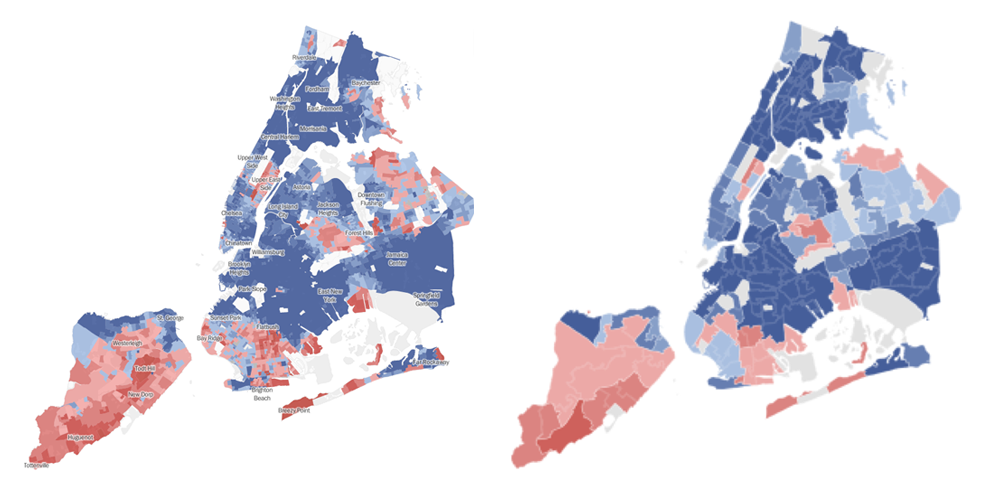 Riverdale
Baychester
Fordham
Washington
Heights
East Tremont
Morrisania
Central Harlem
Upper West
Side
Upper East
Side
Astoria
Downtown
Flushing
Long Island
City
Jackson
Heights
Chelsea
Forest Hills
Chinatown
Williamsburg
Jamaica
Center
Brooklyn
Heights
Park Slope
East New
York
Springfield
Gardens
St. George
Sunset Park
Flatbush
Bay Ridge
Westerleigh
Far Rockaway
Todt Hill
New Dorp
Brighton
Beach
Breezy Point
Huguenot
Tottenville